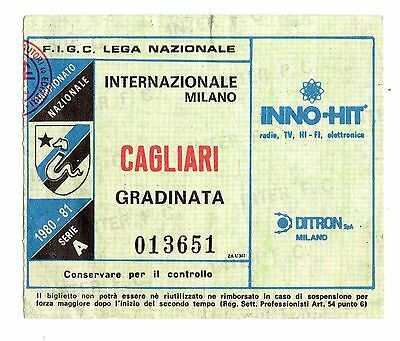 F.I.G.C. LEGA NAZIONALE
CAMPIONATO
NAZIONALE
1980-81
SERIE
A
INTERNAZIONALE
MILANO
CAGLIARI
GRADINATA
013651
Conservare per il controllo
INNO-HIT
radio, TV, HI-FI, elettronica
DITRON SpA
MILANO
Il biglietto non potrà essere nè riutilizzato ne rimborsato in caso di sospensione per
forza maggiore dopo l'inizio del secondo tempo (Reg. Sett. Professionisti Art. 54 punto 6)